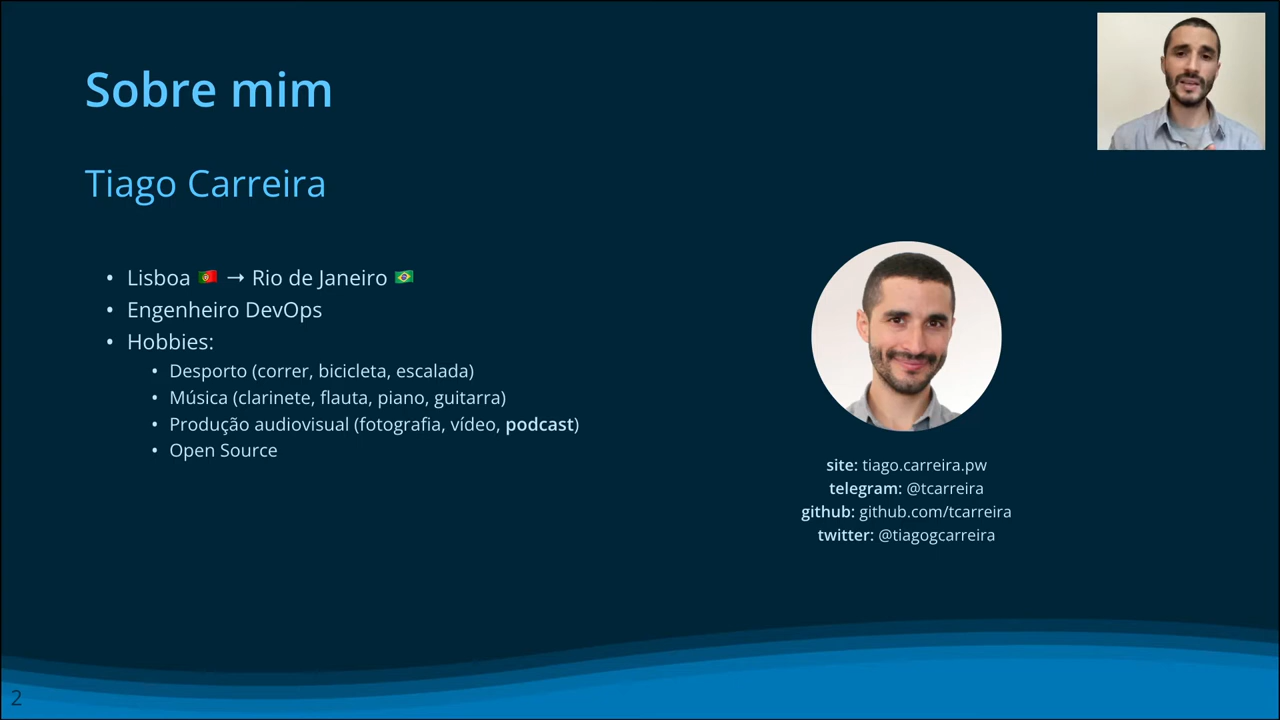 Sobre mim
Tiago Carreira
• Lisboa 🇵🇹 → Rio de Janeiro 🇧🇷
• Engenheiro DevOps
• Hobbies:
• Desporto (correr, bicicleta, escalada)
• Música (clarinete, flauta, piano, guitarra)
• Produção audiovisual (fotografia, vídeo, podcast)
• Open Source
site: tiago.carreira.pw
telegram: @tcarreira
github: github.com/tcarreira
twitter: @tiagogcarreira
2